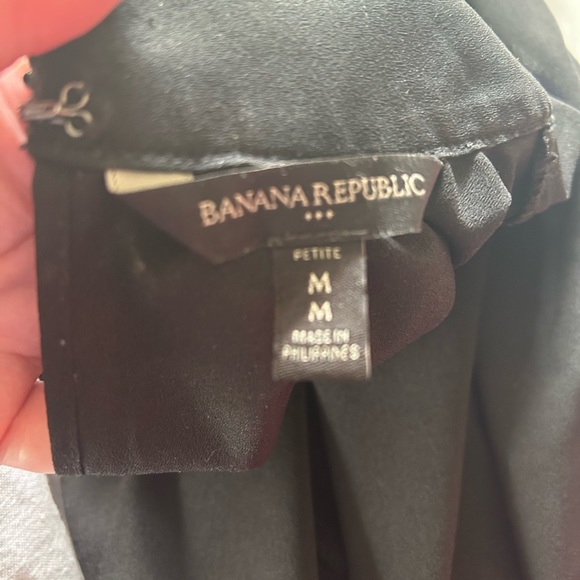 BANANA REPUBLIC
PETITE
M
M
MADE IN
PHILIPPINES